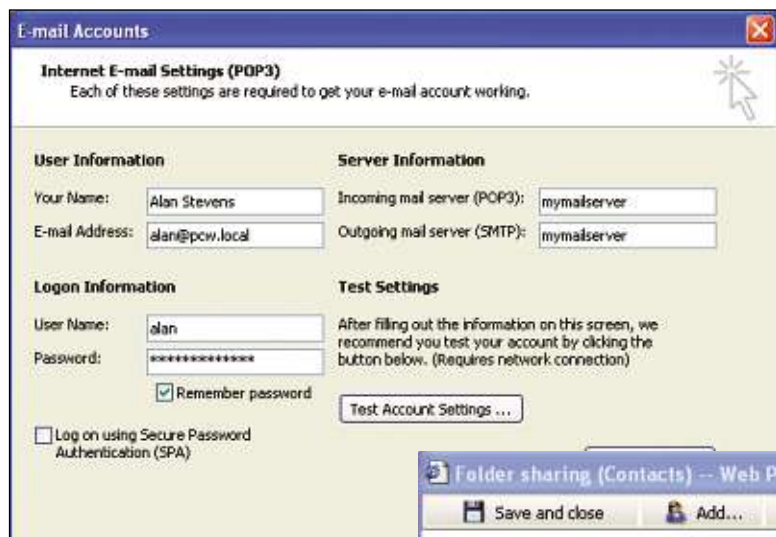 E-mail Accounts
Internet E-mail Settings (POP3)
Each of these settings are required to get your e-mail account working.
User Information
Your Name: Alan Stevens
E-mail Address: alan@pcw.local
Server Information
Incoming mail server (POP3): mymailserver
Outgoing mail server (SMTP): mymailserver
Logon Information
User Name: alan
Password: *************
Remember password
Log on using Secure Password
Authentication (SPA)
Test Settings
After filling out the information on this screen, we
recommend you test your account by clicking the
button below. (Requires network connection)
Test Account Settings ...
Folder sharing (Contacts) -- Web P
Save and close Add...